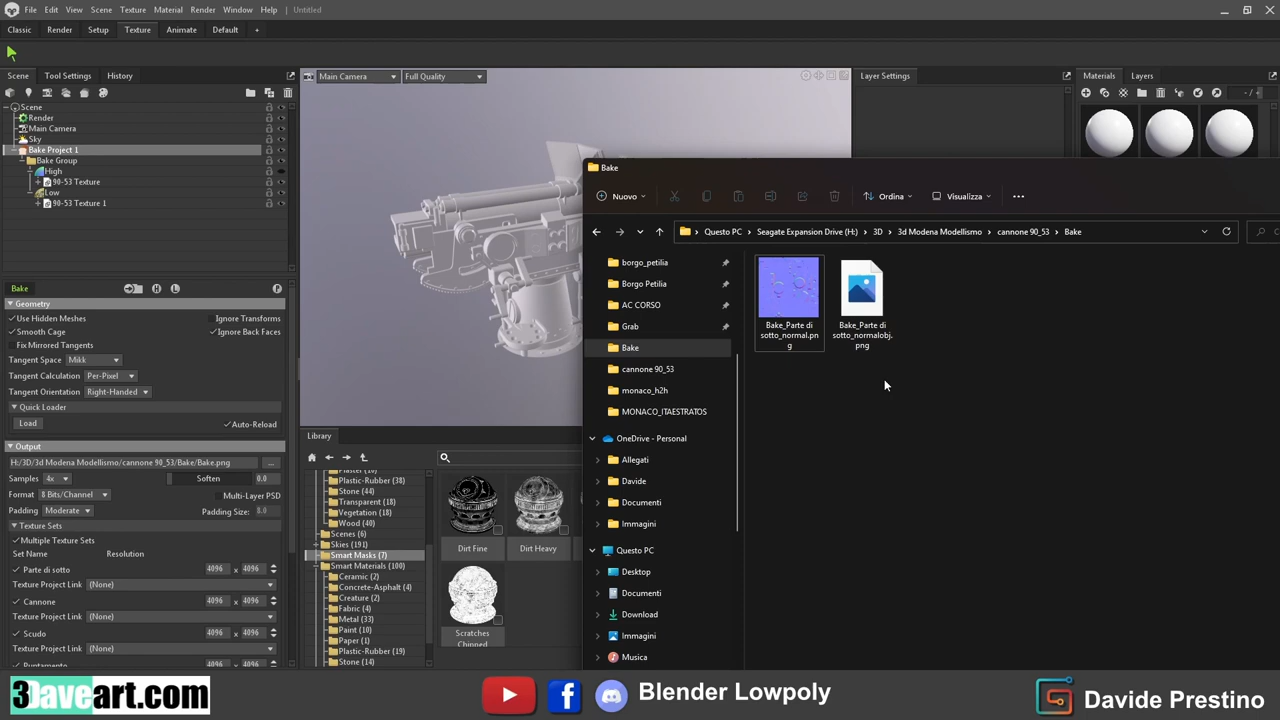 File Edit View Scene Texture Material Render Window Help Untitled
Classic Render Setup Texture Animate Default +
Scene Tool Settings History
Main Camera Full Quality
Layer Settings
Materials Layers
Scene
Render
Main Camera
Sky
Bake Project 1
Bake Group
High
90-53 Texture
Low
90-53 Texture 1
Bake H L P
Geometry
Use Hidden Meshes Ignore Transforms
Smooth Cage Ignore Back Faces
Fix Mirrored Tangents
Tangent Space Mikk
Tangent Calculation Per-Pixel
Tangent Orientation Right-Handed
Quick Loader
Load Auto-Reload
Output
H:/3D/3d Modena Modellismo/cannone 90_53/Bake/Bake.png ...
Samples 4x Soften 0.0
Format 8 Bits/Channel Multi-Layer PSD
Padding Moderate Padding Size: 8.0
Texture Sets
Multiple Texture Sets
Set Name Resolution
Parte di sotto 4096 x 4096
Texture Project Link (None)
Cannone 4096 x 4096
Texture Project Link (None)
Scudo 4096 x 4096
Texture Project Link (None)
Puntamento 4096 x 4096
Library
Plaster (10)
Plastic-Rubber (38)
Stone (44)
Transparent (18)
Vegetation (18)
Wood (40)
Scenes (6)
Skies (191)
Smart Masks (7)
Smart Materials (100)
Ceramic (2)
Concrete-Asphalt (4)
Creature (2)
Fabric (4)
Metal (33)
Paint (10)
Paper (1)
Plastic-Rubber (19)
Stone (14)
Dirt Fine
Dirt Heavy
Scratches
Chipped
Bake
Nuovo Ordina Visualizza ...
Questo PC > Seagate Expansion Drive (H:) > 3D > 3d Modena Modellismo > cannone 90_53 > Bake
borgo_petilia
Borgo Petilia
AC CORSO
Grab
Bake
cannone 90_53
monaco_h2h
MONACO_ITAESTRATOS
OneDrive - Personal
Allegati
Davide
Documenti
Immagini
Questo PC
Desktop
Documenti
Download
Immagini
Musica
Bake_Parte di
sotto_normal.pn
g
Bake_Parte di
sotto_normalobj.
png
3Daveart.com
Blender Lowpoly
Davide Prestino